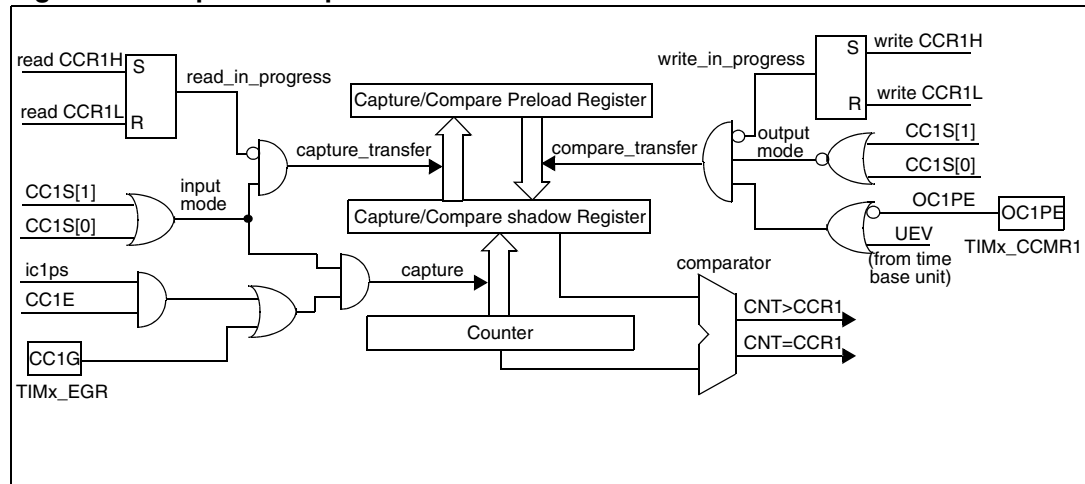 read CCR1H
S
read_in_progress
read CCR1L
R
Capture/Compare Preload Register
write_in_progress
S
write CCR1H
R
write CCR1L
capture_transfer
compare_transfer
output
mode
CC1S[1]
CC1S[0]
CC1S[1]
CC1S[0]
input
mode
Capture/Compare shadow Register
OC1PE
OC1PE
UEV
TIMx_CCMR1
(from time
base unit)
ic1ps
CC1E
capture
comparator
Counter
CNT>CCR1
CNT=CCR1
CC1G
TIMx_EGR